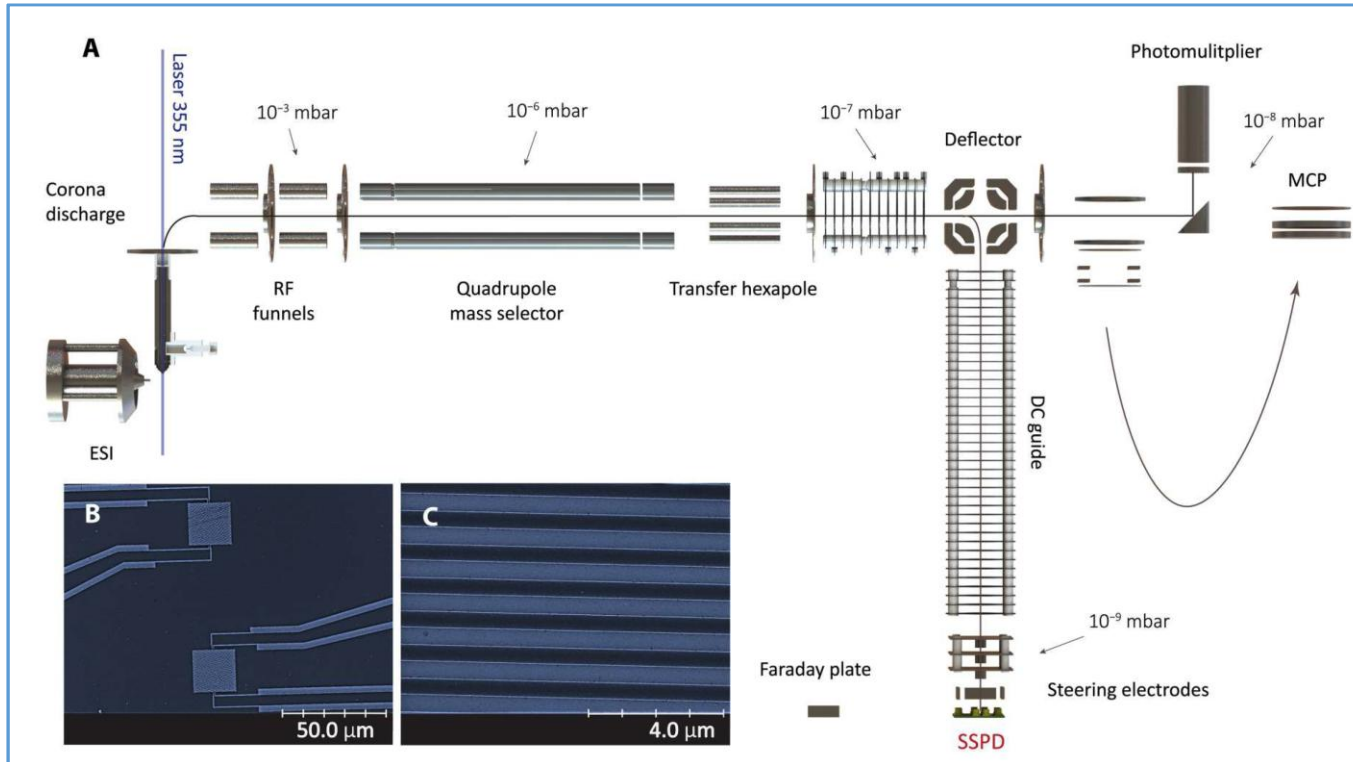 A
Laser 355 nm
Corona
discharge
ESI
10⁻³ mbar
RF
funnels
10⁻⁶ mbar
Quadrupole
mass selector
Transfer hexapole
10⁻⁷ mbar
Deflector
Photomulitplier
10⁻⁸ mbar
MCP
DC guide
10⁻⁹ mbar
Steering electrodes
Faraday plate
SSPD
B
50.0 μm
C
4.0 μm